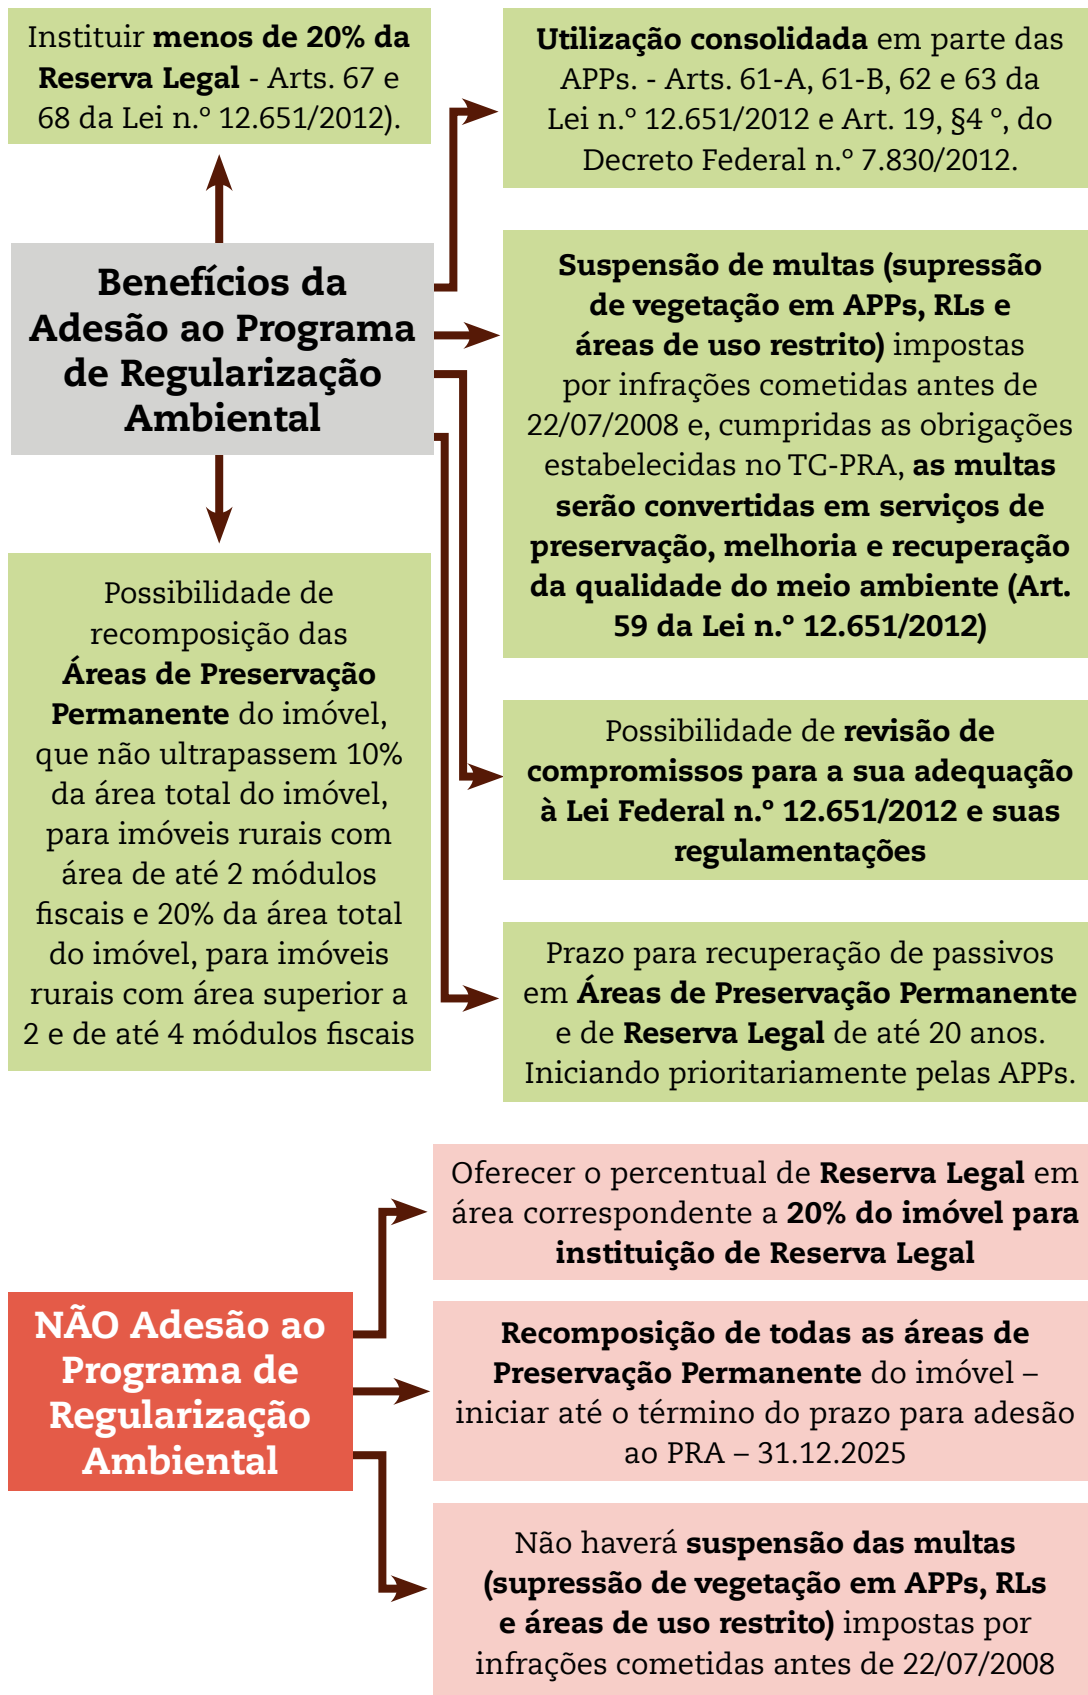 Instituir menos de 20% da
Reserva Legal - Arts. 67 e
68 da Lei n.º 12.651/2012).
Utilização consolidada em parte das
APPs. - Arts. 61-A, 61-B, 62 e 63 da
Lei n.º 12.651/2012 e Art. 19, §4 º, do
Decreto Federal n.º 7.830/2012.
Benefícios da
Adesão ao Programa
de Regularização
Ambiental
Suspensão de multas (supressão
de vegetação em APPs, RLs e
áreas de uso restrito) impostas
por infrações cometidas antes de
22/07/2008 e, cumpridas as obrigações
estabelecidas no TC-PRA, as multas
serão convertidas em serviços de
preservação, melhoria e recuperação
da qualidade do meio ambiente (Art.
59 da Lei n.º 12.651/2012)
Possibilidade de
recomposição das
Áreas de Preservação
Permanente do imóvel,
que não ultrapassem 10%
da área total do imóvel,
para imóveis rurais com
área de até 2 módulos
fiscais e 20% da área total
do imóvel, para imóveis
rurais com área superior a
2 e de até 4 módulos fiscais
Possibilidade de revisão de
compromissos para a sua adequação
à Lei Federal n.º 12.651/2012 e suas
regulamentações
Prazo para recuperação de passivos
em Áreas de Preservação Permanente
e de Reserva Legal de até 20 anos.
Iniciando prioritariamente pelas APPs.
NÃO Adesão ao
Programa de
Regularização
Ambiental
Oferecer o percentual de Reserva Legal em
área correspondente a 20% do imóvel para
instituição de Reserva Legal
Recomposição de todas as áreas de
Preservação Permanente do imóvel –
iniciar até o término do prazo para adesão
ao PRA – 31.12.2025
Não haverá suspensão das multas
(supressão de vegetação em APPs, RLs
e áreas de uso restrito) impostas por
infrações cometidas antes de 22/07/2008